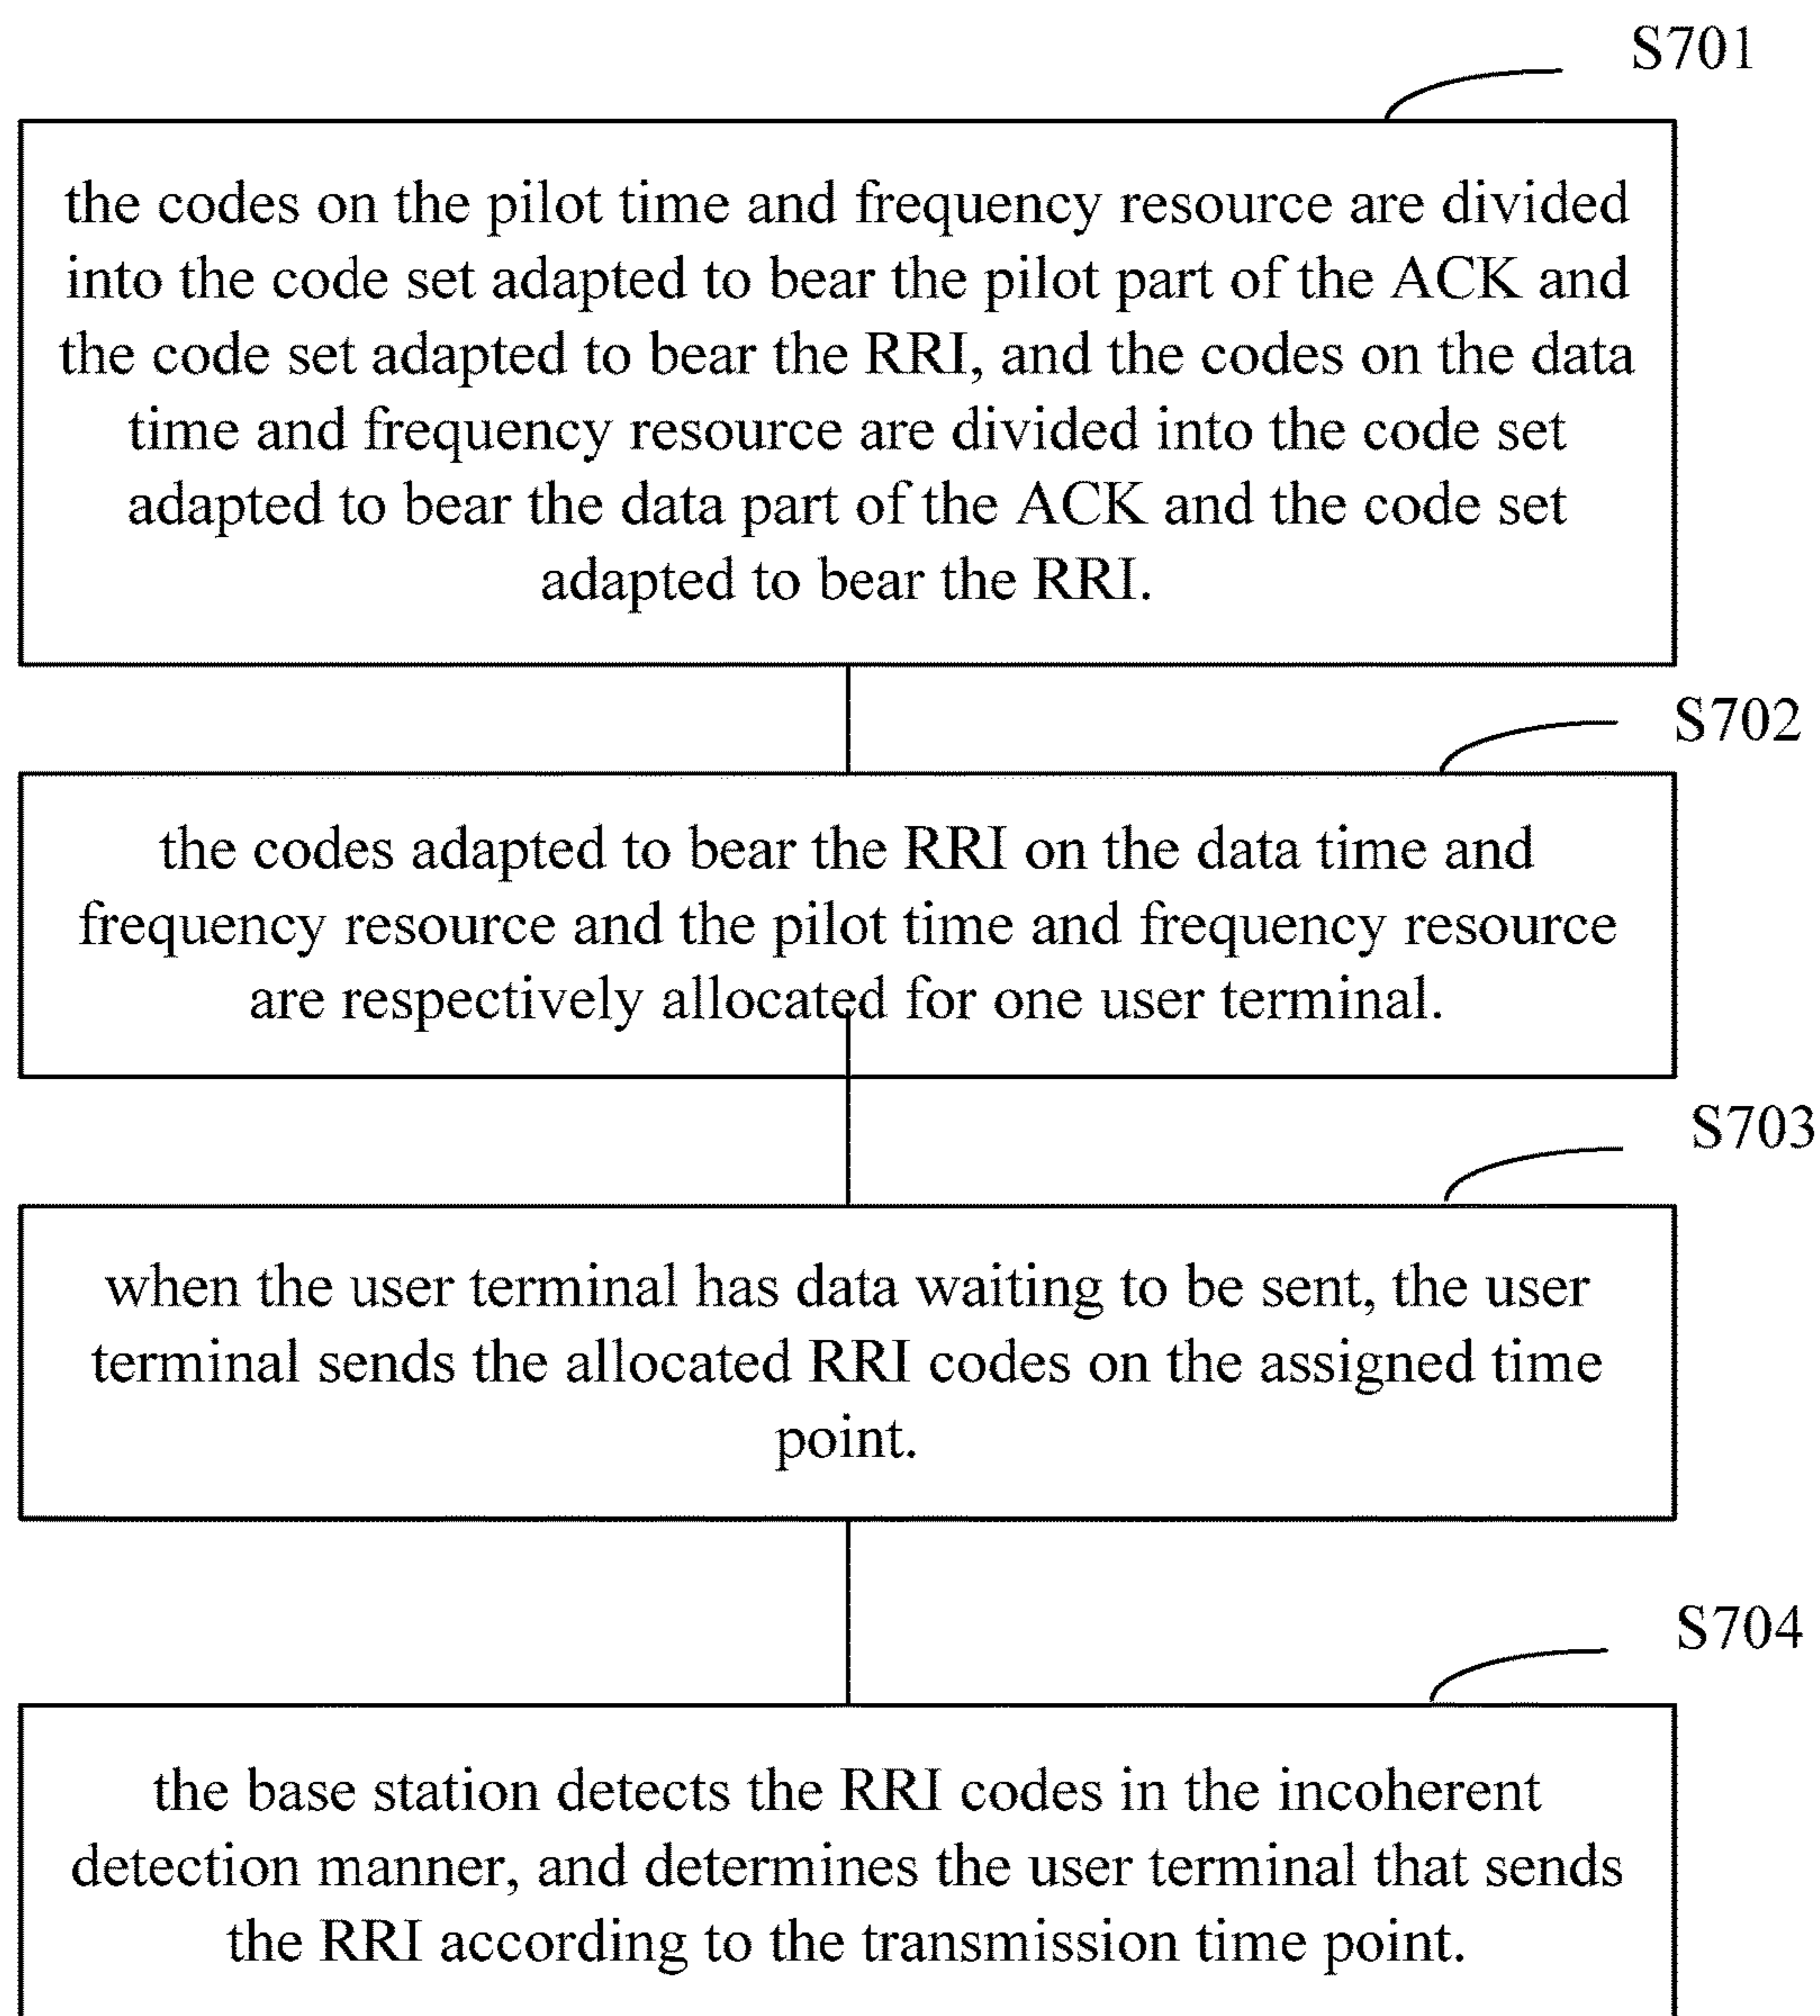 S701
the codes on the pilot time and frequency resource are divided
into the code set adapted to bear the pilot part of the ACK and
the code set adapted to bear the RRI, and the codes on the data
time and frequency resource are divided into the code set
adapted to bear the data part of the ACK and the code set
adapted to bear the RRI.
S702
the codes adapted to bear the RRI on the data time and
frequency resource and the pilot time and frequency resource
are respectively allocated for one user terminal.
S703
when the user terminal has data waiting to be sent, the user
terminal sends the allocated RRI codes on the assigned time
point.
S704
the base station detects the RRI codes in the incoherent
detection manner, and determines the user terminal that sends
the RRI according to the transmission time point.